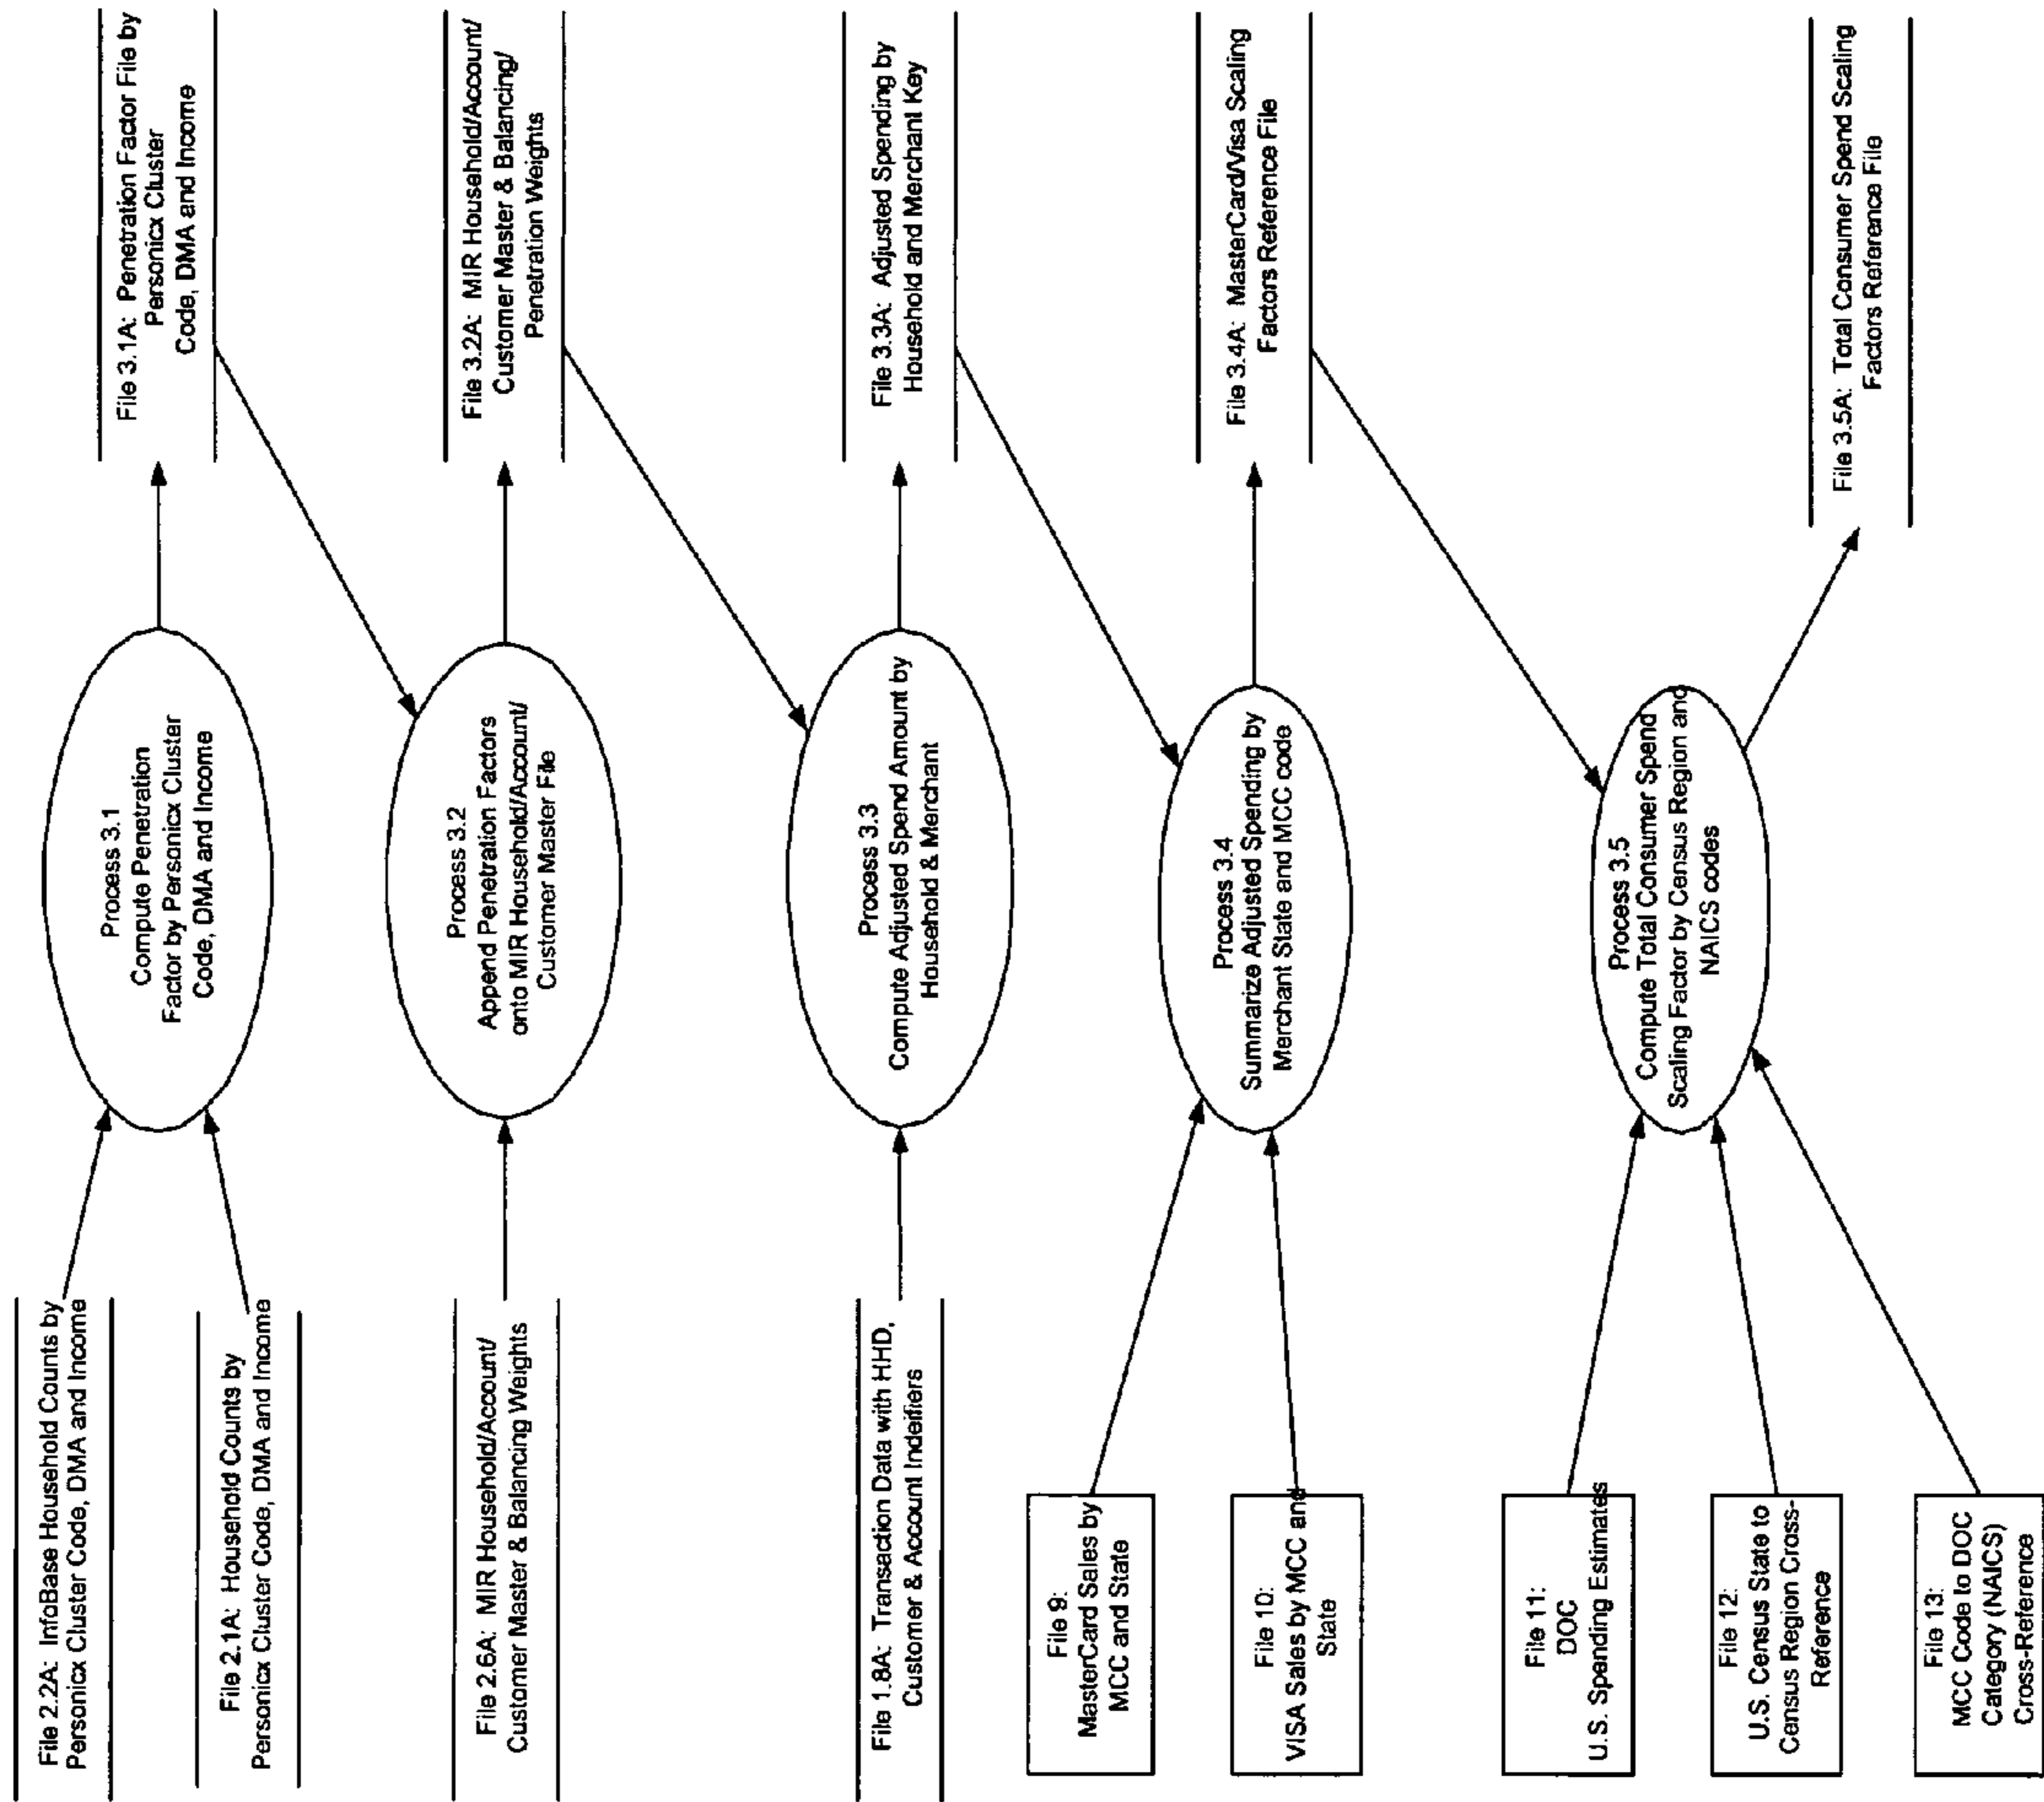 File 2.2A: InfoBase Household Counts by
Personicx Cluster Code, DMA and Income
File 2.1A: Household Counts by
Personicx Cluster Code, DMA and Income
Process 3.1
Compute Penetration
Factor by Personicx Cluster
Code, DMA and Income
File 3.1A: Penetration Factor File by
Personicx Cluster
Code, DMA and Income
File 2.6A: MIR Household/Account/
Customer Master & Balancing Weights
Process 3.2
Append Penetration Factors
onto MIR Household/Account/
Customer Master File
File 3.2A: MIR Household/Account/
Customer Master & Balancing/
Penetration Weights
File 1.8A: Transaction Data with HHD,
Customer & Account Indeifiers
Process 3.3
Compute Adjusted Spend Amount by
Household & Merchant
File 3.3A: Adjusted Spending by
Household and Merchant Key
File 9:
MasterCard Sales by
MCC and State
File 10:
VISA Sales by MCC and
State
Process 3.4
Summarize Adjusted Spending by
Merchant State and MCC code
File 3.4A: MasterCard/Visa Scaling
Factors Reference File
File 11:
DOC
U.S. Spending Estimates
File 12:
U.S. Census State to
Census Region Cross-
Reference
File 13:
MCC Code to DOC
Category (NAICS)
Cross-Reference
Process 3.5
Compute Total Consumer Spend
Scaling Factor by Census Region and
NAICS codes
File 3.5A: Total Consumer Spend Scaling
Factors Reference File